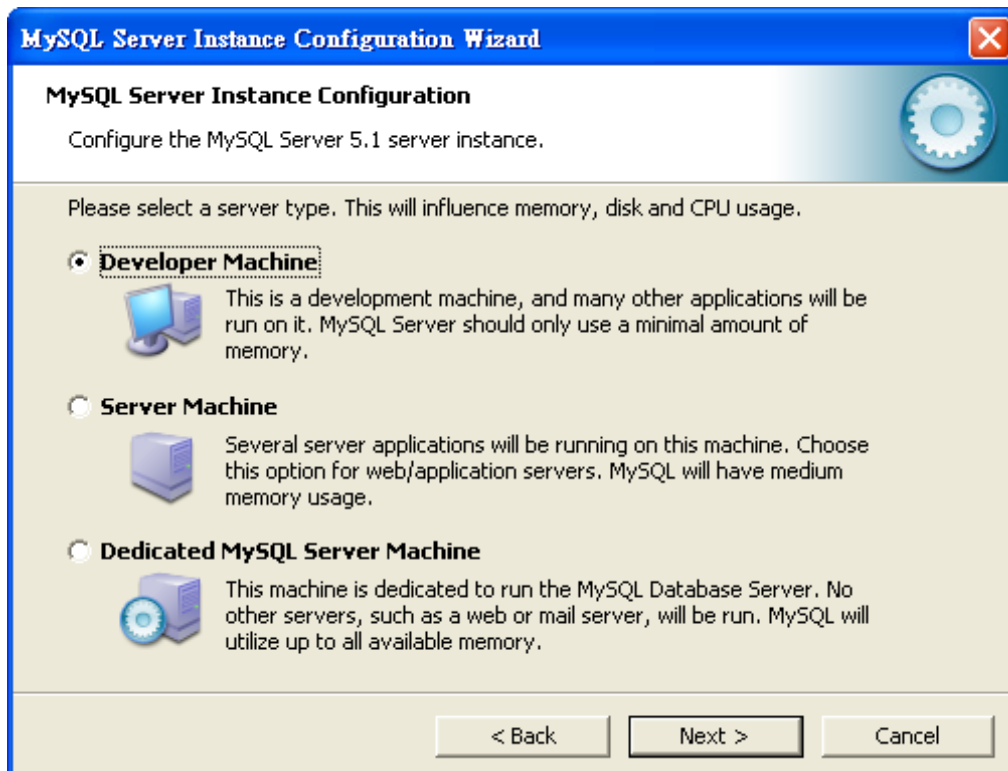 MySQL Server Instance Configuration Wizard
MySQL Server Instance Configuration
Configure the MySQL Server 5.1 server instance.
Please select a server type. This will influence memory, disk and CPU usage.
Developer Machine
This is a development machine, and many other applications will be
run on it. MySQL Server should only use a minimal amount of
memory.
Server Machine
Several server applications will be running on this machine. Choose
this option for web/application servers. MySQL will have medium
memory usage.
Dedicated MySQL Server Machine
This machine is dedicated to run the MySQL Database Server. No
other servers, such as a web or mail server, will be run. MySQL will
utilize up to all available memory.
< Back Next > Cancel